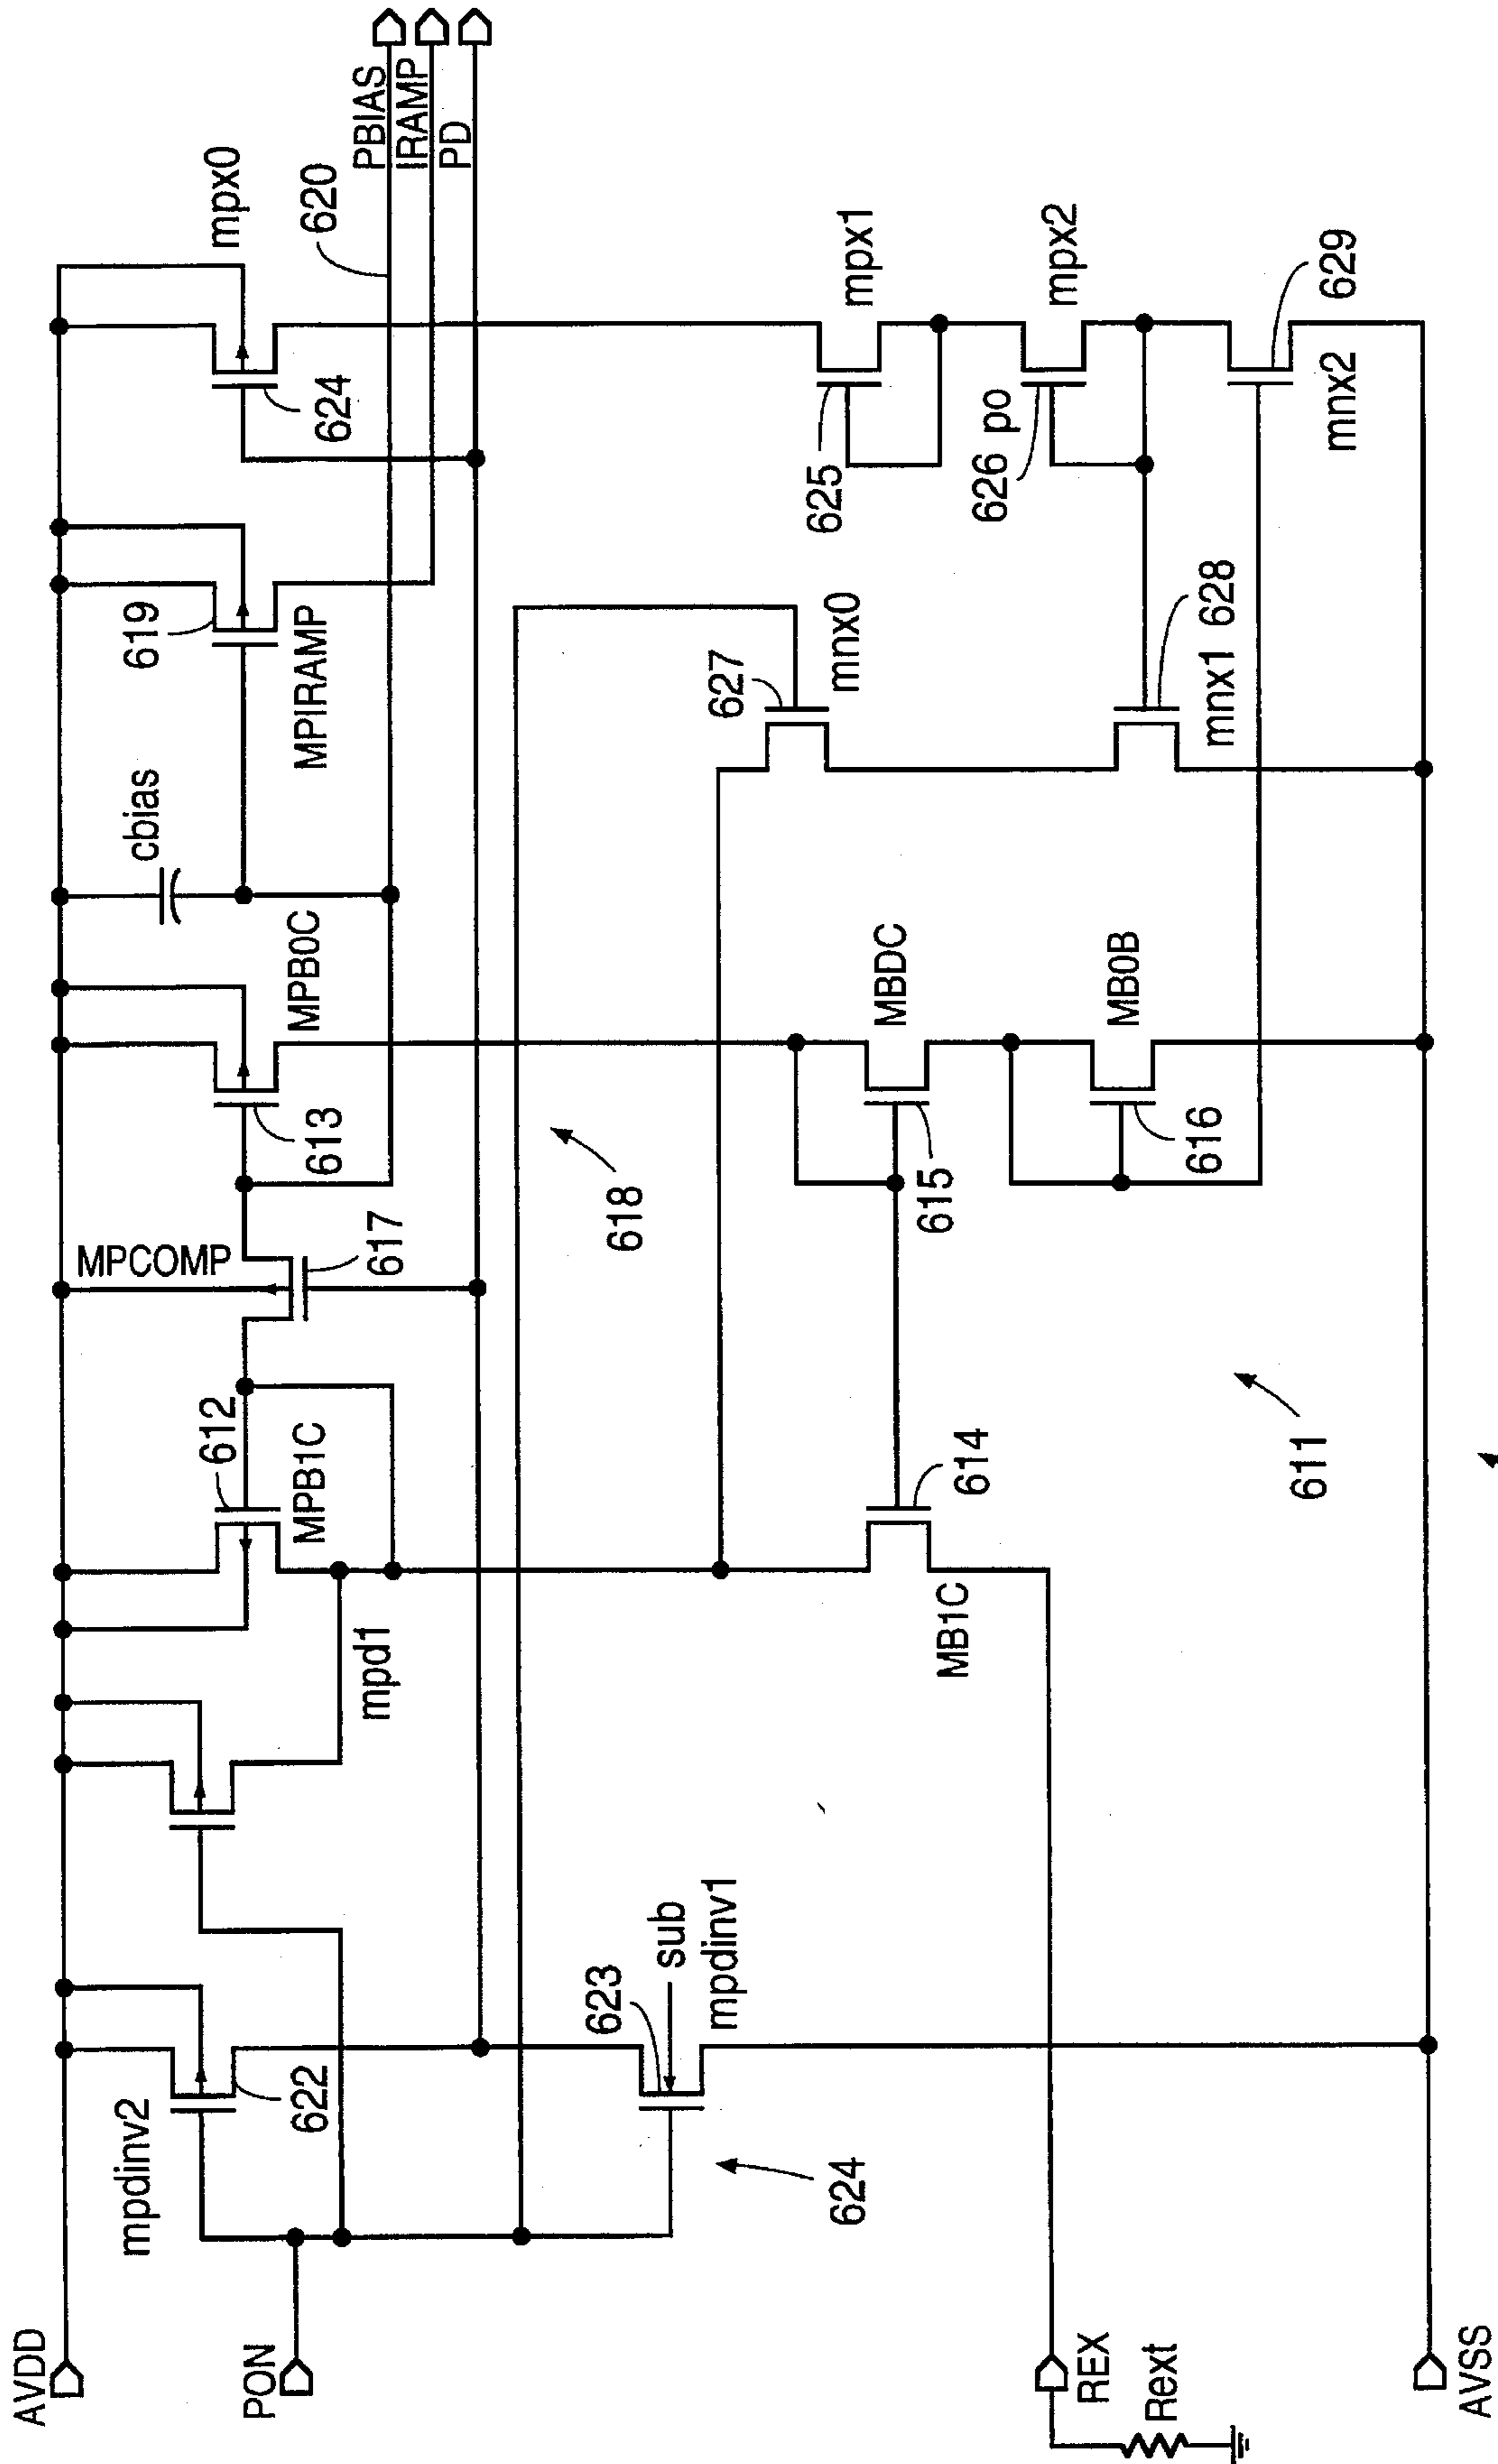 AVDD
PON
REX
Rext
AVSS
mpdinv2
622
623
sub
mpdinv1
624
mpd1
612
MPB1C
MB1C
614
611
MPCOMP
617
618
613
MPB0C
MBDC
615
MB0B
616
cbias
619
MPIRAMP
627
mnx0
mnx1 628
mpx0
624
620
PBIAS
IRAMP
PD
mpx1
625
mpx2
626 po
629
mnx2